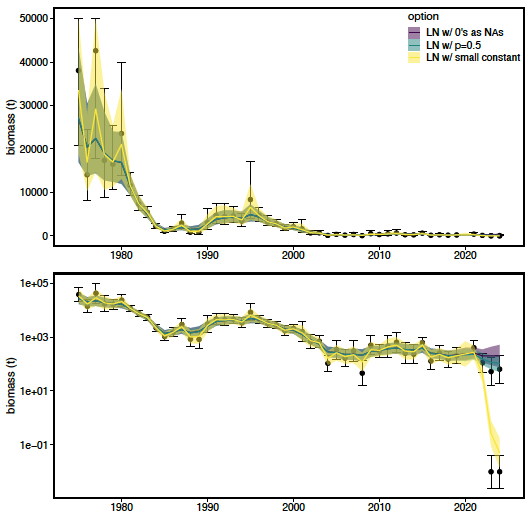 option
LN w/ 0's as NAs
LN w/ p=0.5
LN w/ small constant
50000
40000
30000
20000
10000
0
biomass (t)
1980
1990
2000
2010
2020
1e+05
1e+03
1e+01
1e−01
biomass (t)
1980
1990
2000
2010
2020